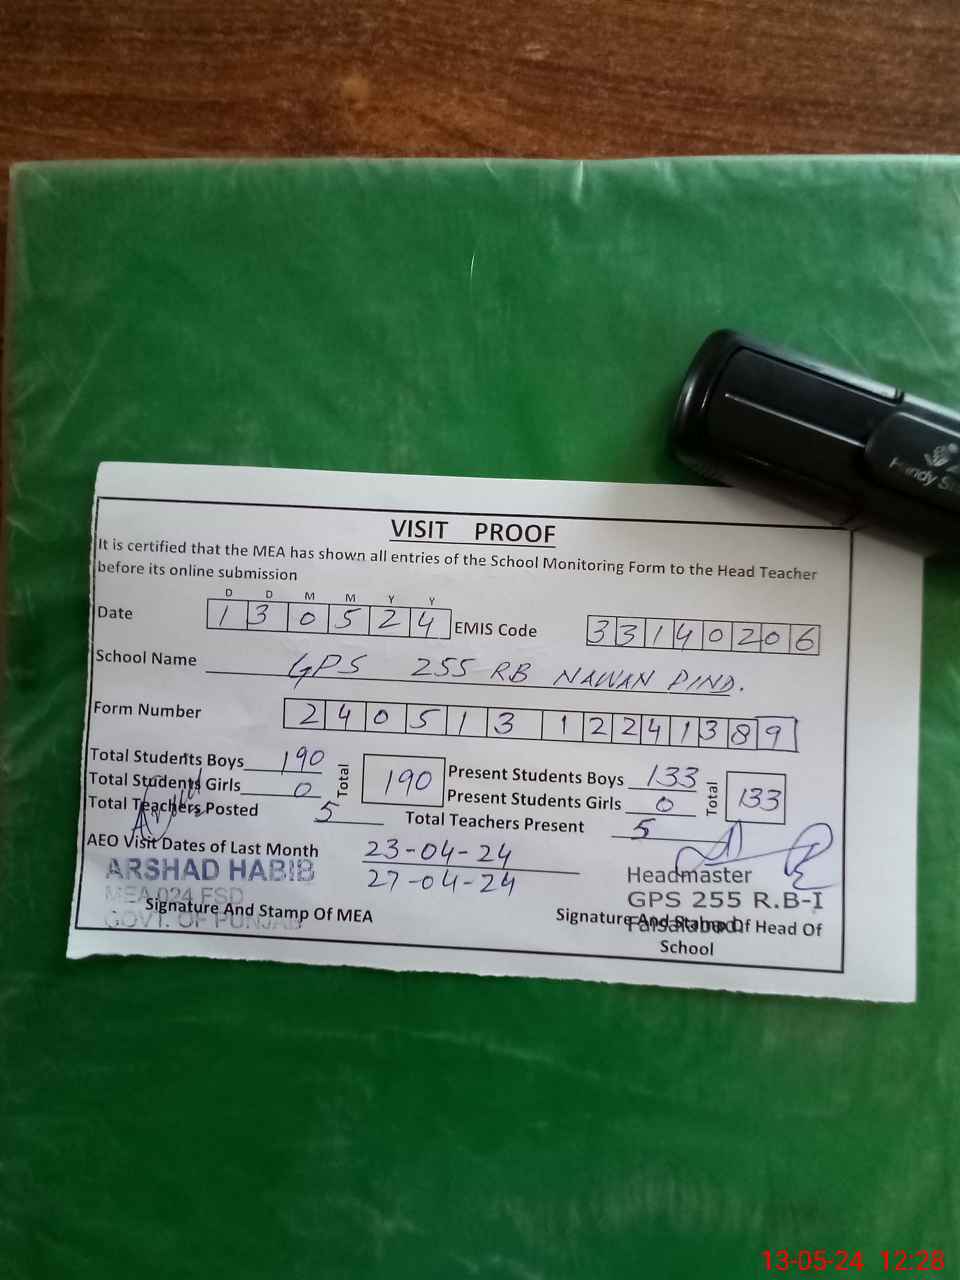 Handy
VISIT PROOF
It is certified that the MEA has shown all entries of the School Monitoring Form to the Head Teacher
before its online submission
D D M M Y Y
Date 1 3 0 5 2 4 EMIS Code 3 3 1 4 0 2 0 6
School Name GPS 255 RB NAWAN PIND.
Form Number 2 4 0 5 1 3 1 2 2 4 1 3 8 9
Total Students Boys 190 Total 190 Present Students Boys 133 Total 133
Total Students Girls 0 Present Students Girls 0
Total Teachers Posted 5 Total Teachers Present 5
AEO Visit Dates of Last Month 23-04-24
27-04-24
ARSHAD HABIB
MEA 024 FSD
GOVT. OF PUNJAB
Signature And Stamp Of MEA
Headmaster
GPS 255 R.B-I
Faisalabad
Signature And Stamp Of Head Of
School
13-05-24 12:28